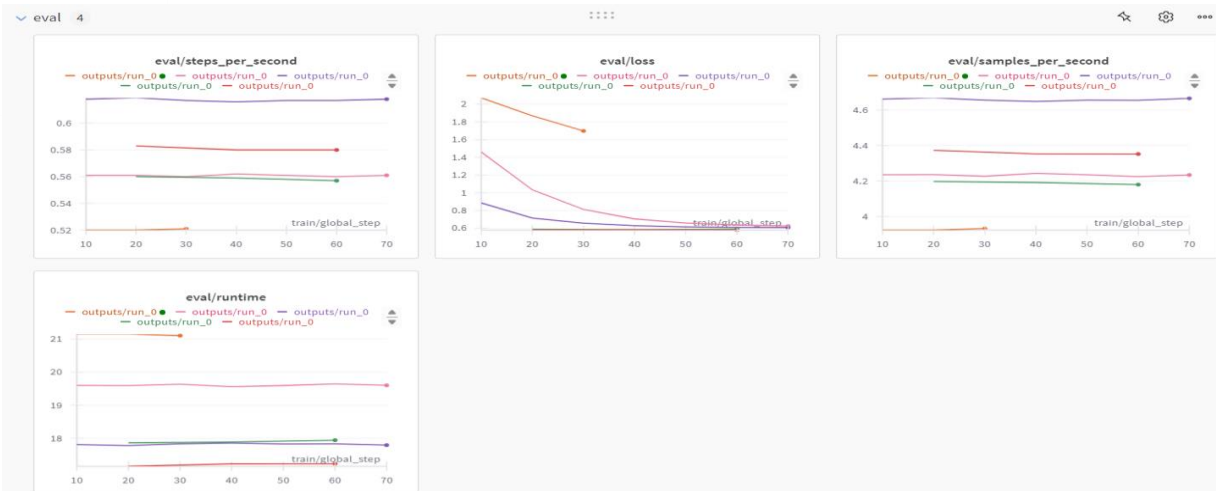 eval 4
eval/steps_per_second
outputs/run_0 outputs/run_0 outputs/run_0
outputs/run_0 outputs/run_0
0.6
0.58
0.56
0.54
0.52
train/global_step
10 20 30 40 50 60 70
eval/loss
outputs/run_0 outputs/run_0 outputs/run_0
outputs/run_0 outputs/run_0
2
1.8
1.6
1.4
1.2
1
0.8
0.6
train/global_step
10 20 30 40 50 60 70
eval/samples_per_second
outputs/run_0 outputs/run_0 outputs/run_0
outputs/run_0 outputs/run_0
4.6
4.4
4.2
4
train/global_step
10 20 30 40 50 60 70
eval/runtime
outputs/run_0 outputs/run_0 outputs/run_0
outputs/run_0 outputs/run_0
21
20
19
18
train/global_step
10 20 30 40 50 60 70